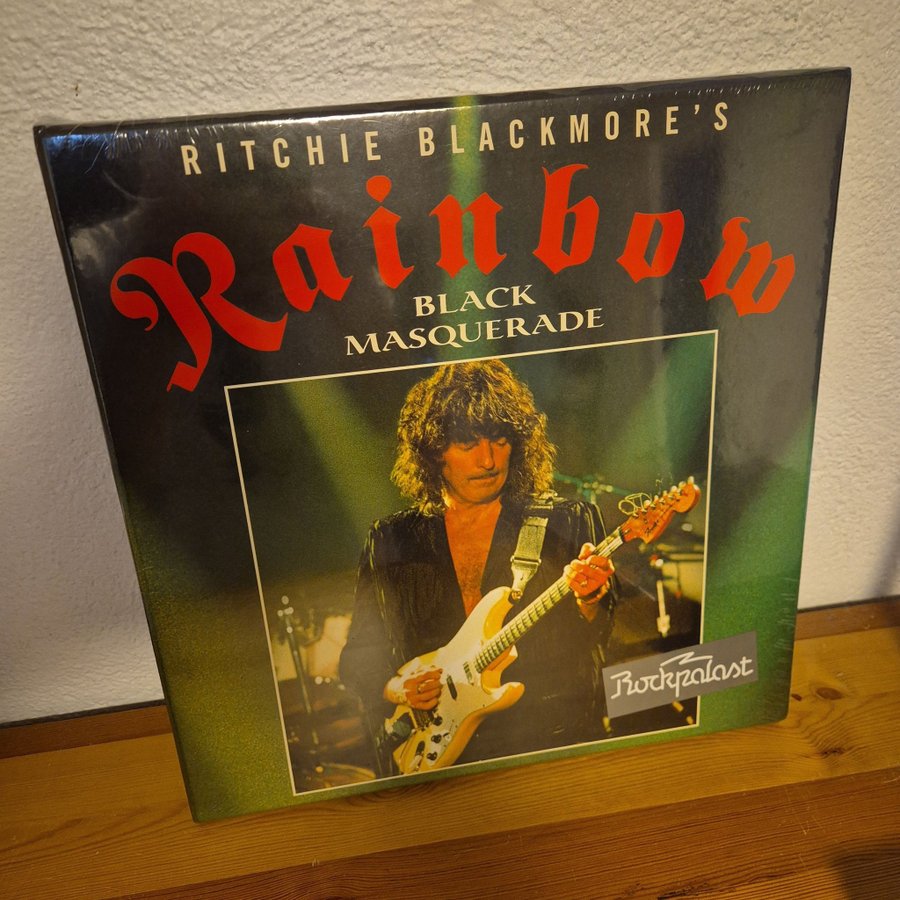 RITCHIE BLACKMORE'S
Rainbow
BLACK
MASQUERADE
Rockpalast